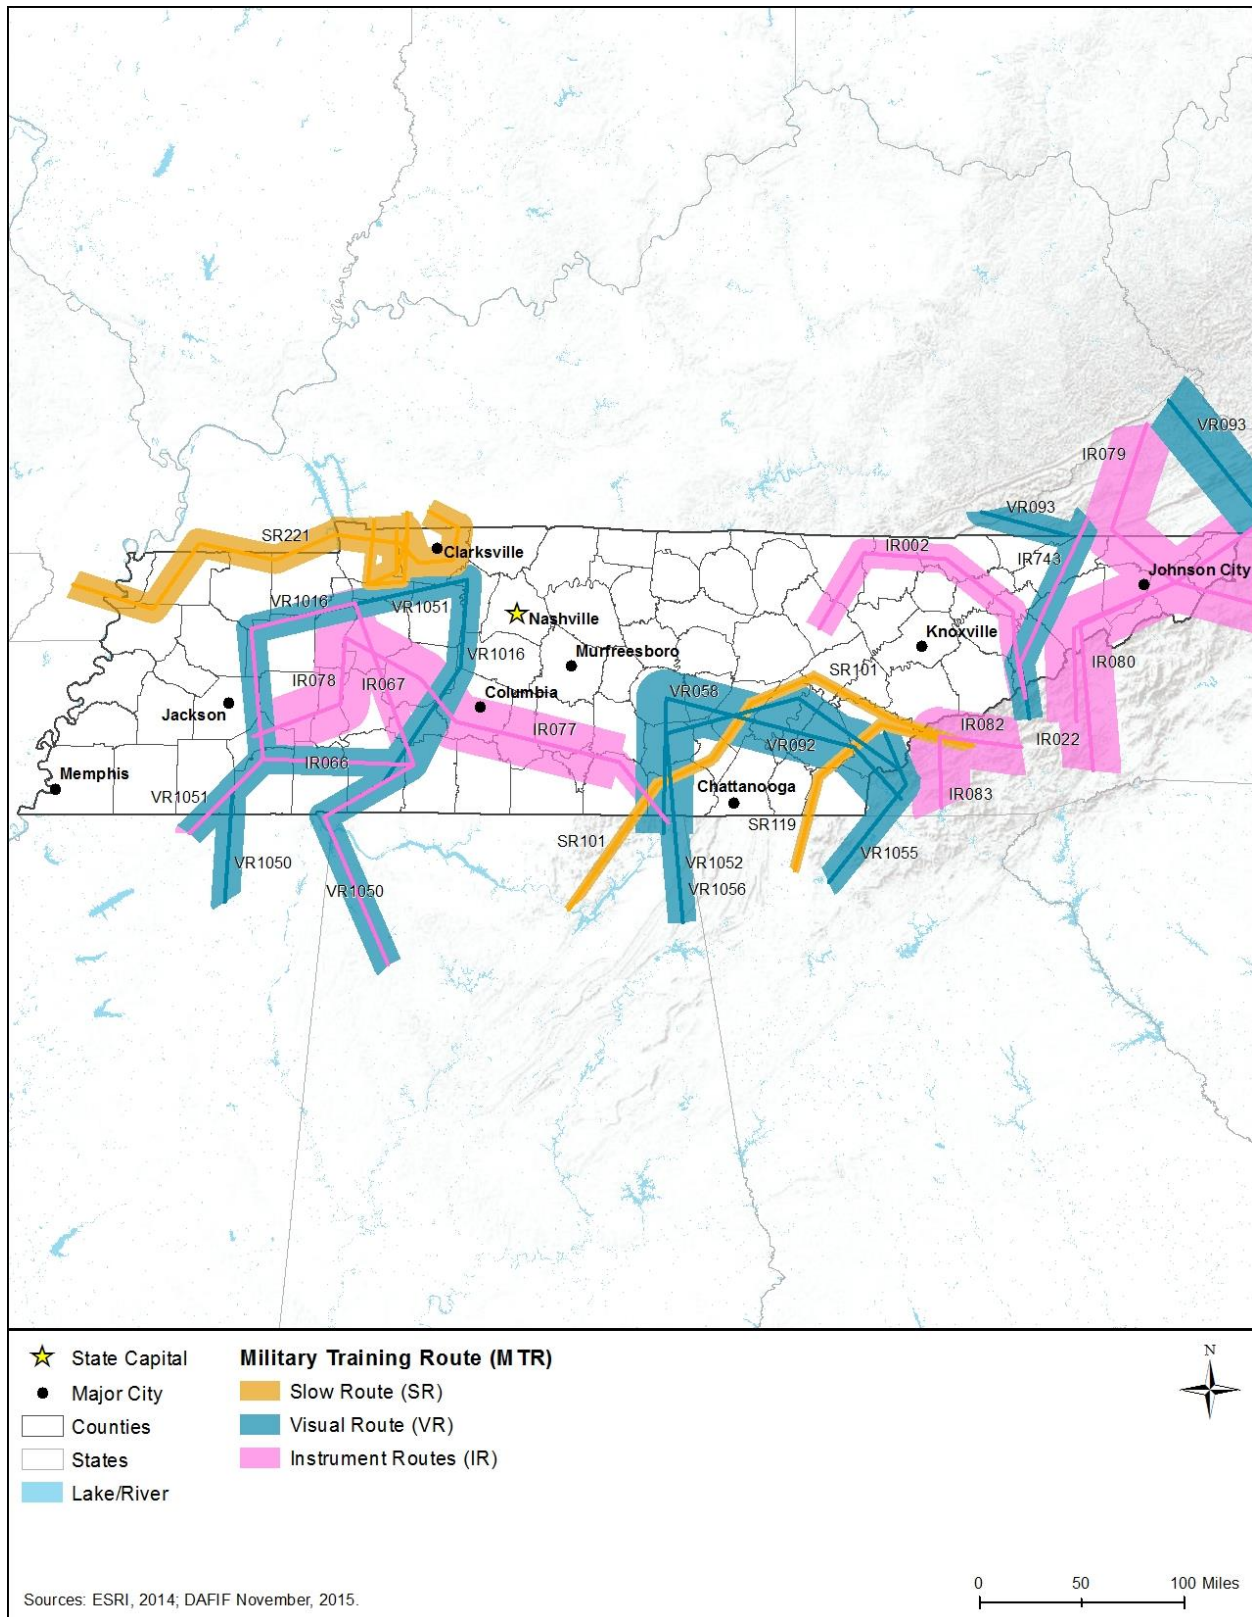 VR093
IR079
VR093
SR221
Clarksville
IR002
IR743
Johnson City
VR1016
VR1051
Nashville
Knoxville
VR1016
Murfreesboro
SR101
IR080
IR078
IR067
VR058
Jackson
Columbia
IR077
IR082
IR022
VR092
IR066
Memphis
Chattanooga
IR083
VR1051
SR119
SR101
VR1055
VR1050
VR1052
VR1050
VR1056
State Capital
Major City
Counties
States
Lake/River
Military Training Route (MTR)
Slow Route (SR)
Visual Route (VR)
Instrument Routes (IR)
N
0 50 100 Miles
Sources: ESRI, 2014; DAFIF November, 2015.